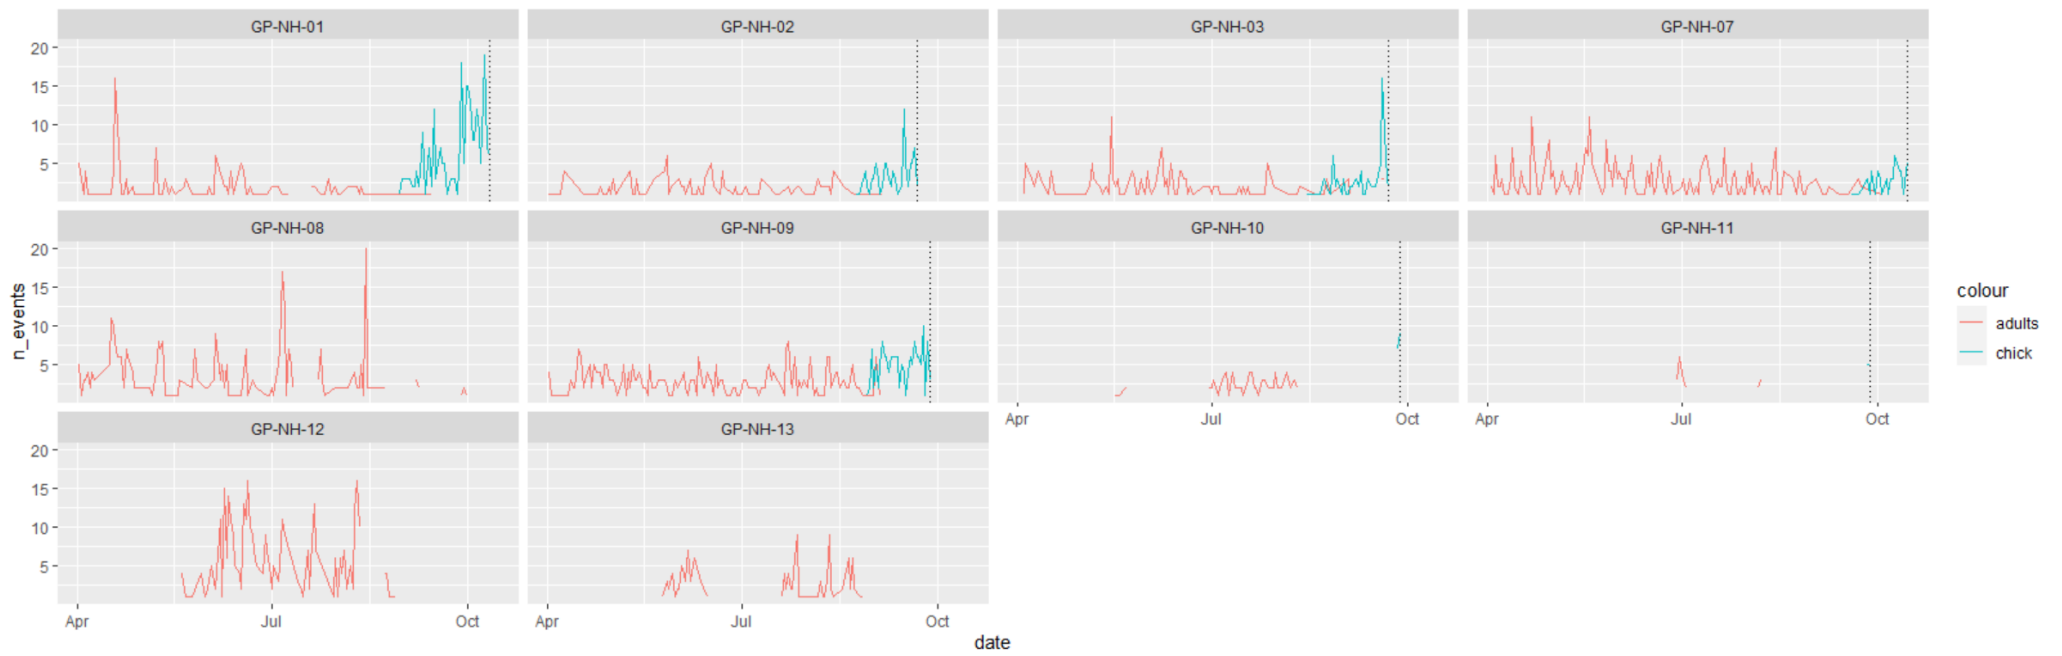 GP-NH-01 GP-NH-02 GP-NH-03 GP-NH-07
20
15
10
5
GP-NH-08 GP-NH-09 GP-NH-10 GP-NH-11
20
15
10
5
Apr Jul Oct Apr Jul Oct
GP-NH-12 GP-NH-13
20
15
10
5
Apr Jul Oct Apr Jul Oct
n_events
date
colour
adults
chick